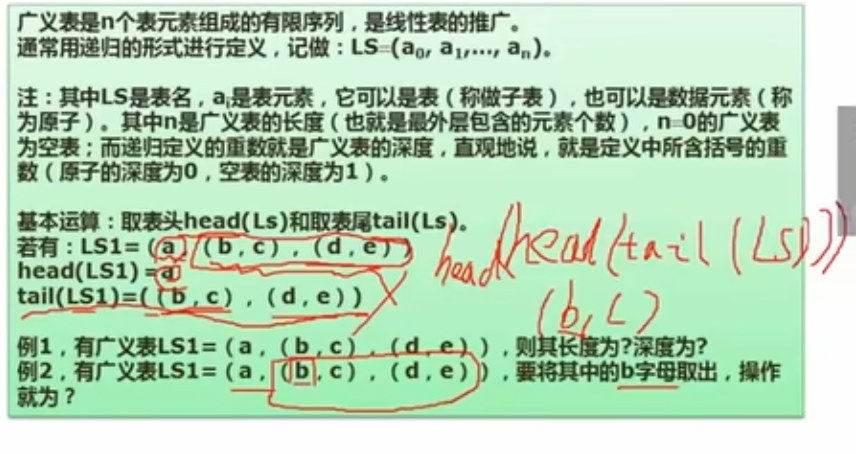 广义表是n个表元素组成的有限序列，是线性表的推广。
通常用递归的形式进行定义，记做：LS=(a₀, a₁,..., aₙ)。
注：其中LS是表名，aᵢ是表元素，它可以是表（称做子表），也可以是数据元素（称
为原子）。其中n是广义表的长度（也就是最外层包含的元素个数），n=0的广义表
为空表；而递归定义的重数就是广义表的深度，直观地说，就是定义中所含括号的重
数（原子的深度为0，空表的深度为1）。
基本运算：取表头head(Ls)和取表尾tail(Ls)。
若有：LS1=（a，（b，c），（d，e））
head(LS1)=a
tail(LS1)=（（b，c），（d，e））
head(head(tail(LS)))
(b,c)
例1，有广义表LS1=（a，（b，c），（d，e）），则其长度为?深度为?
例2，有广义表LS1=（a，（b，c），（d，e）），要将其中的b字母取出，操作
就为？